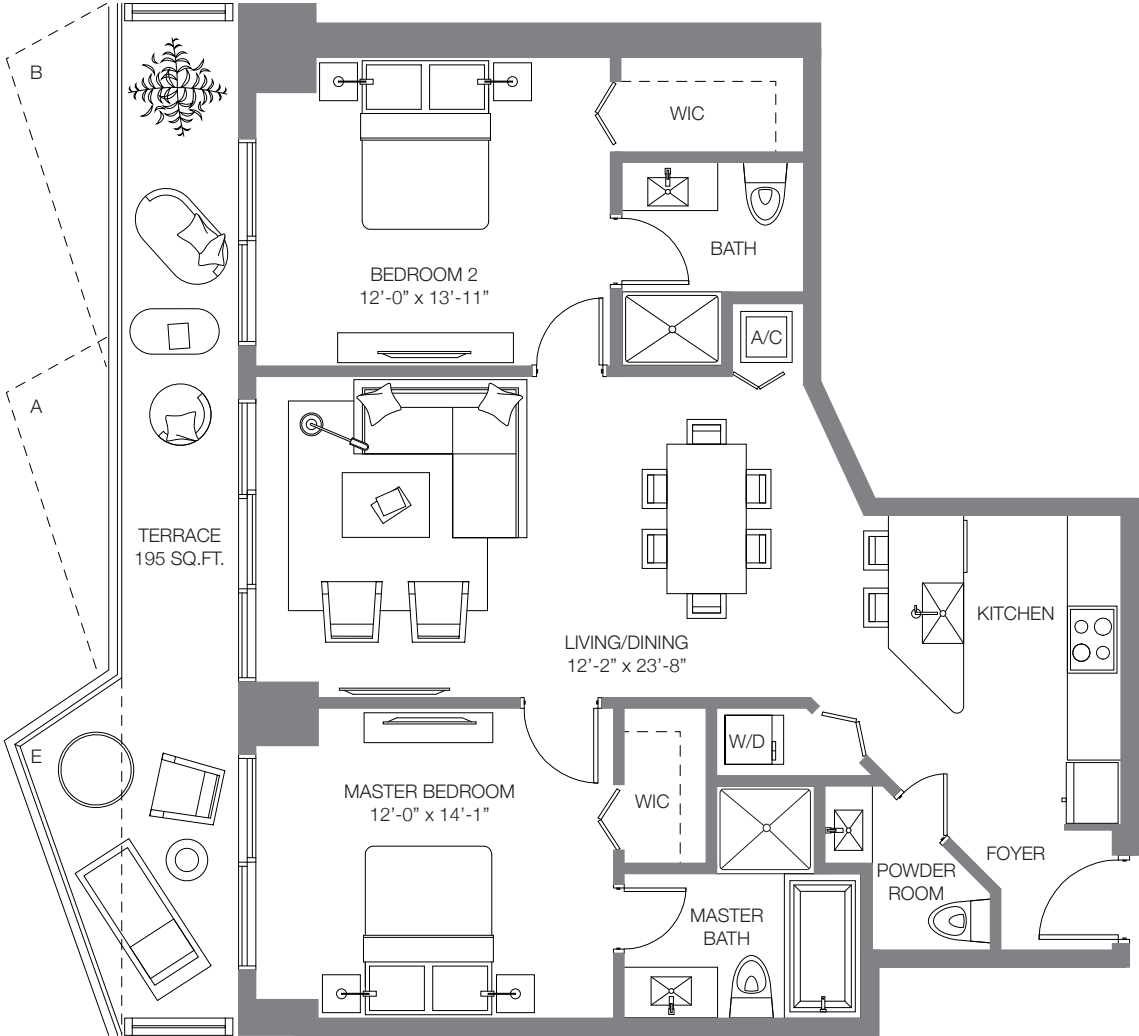 B
WIC
BATH
BEDROOM 2
12’-0” x 13’-11”
A/C
A
TERRACE
195 SQ.FT.
KITCHEN
LIVING/DINING
12’-2” x 23’-8”
W/D
E
MASTER BEDROOM
12’-0” x 14’-1”
WIC
FOYER
POWDER
ROOM
MASTER
BATH